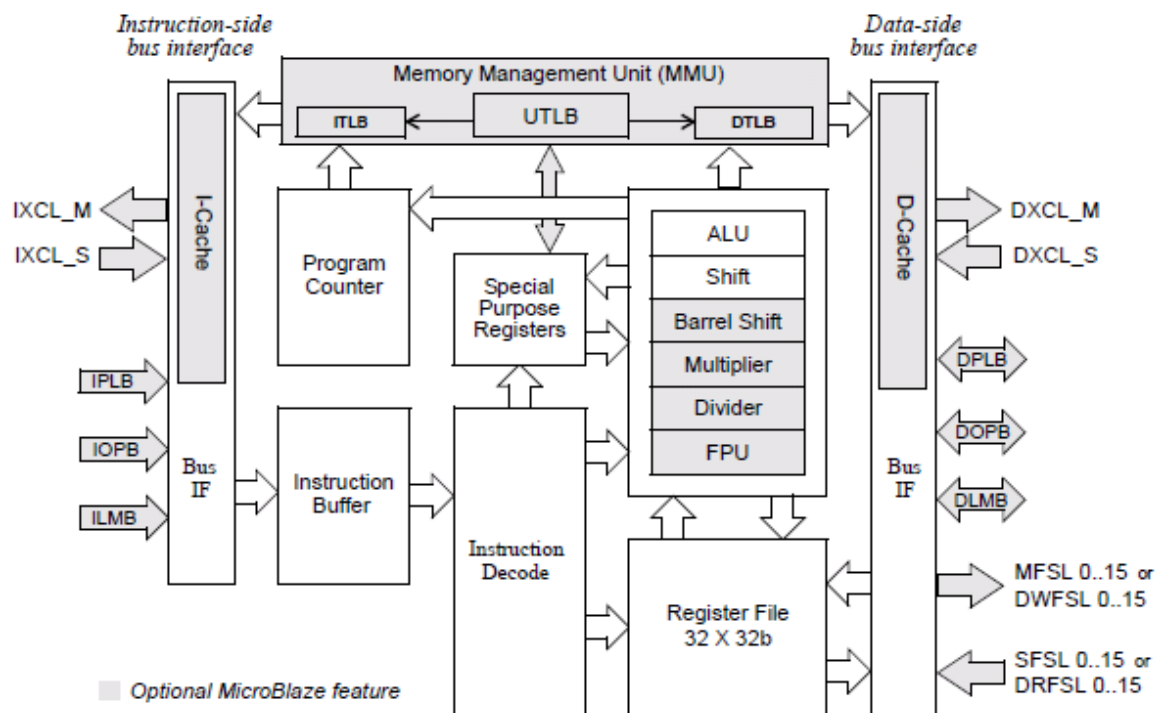 Instruction-side
bus interface
Data-side
bus interface
Memory Management Unit (MMU)
ITLB
UTLB
DTLB
IXCL_M
IXCL_S
I-Cache
Program
Counter
Special
Purpose
Registers
ALU
Shift
Barrel Shift
Multiplier
Divider
FPU
D-Cache
DXCL_M
DXCL_S
IPLB
IOPB
ILMB
Bus
IF
Instruction
Buffer
Instruction
Decode
Register File
32 X 32b
Bus
IF
DPLB
DOPB
DLMB
MFSL 0..15 or
DWFSL 0..15
SFSL 0..15 or
DRFSL 0..15
Optional MicroBlaze feature